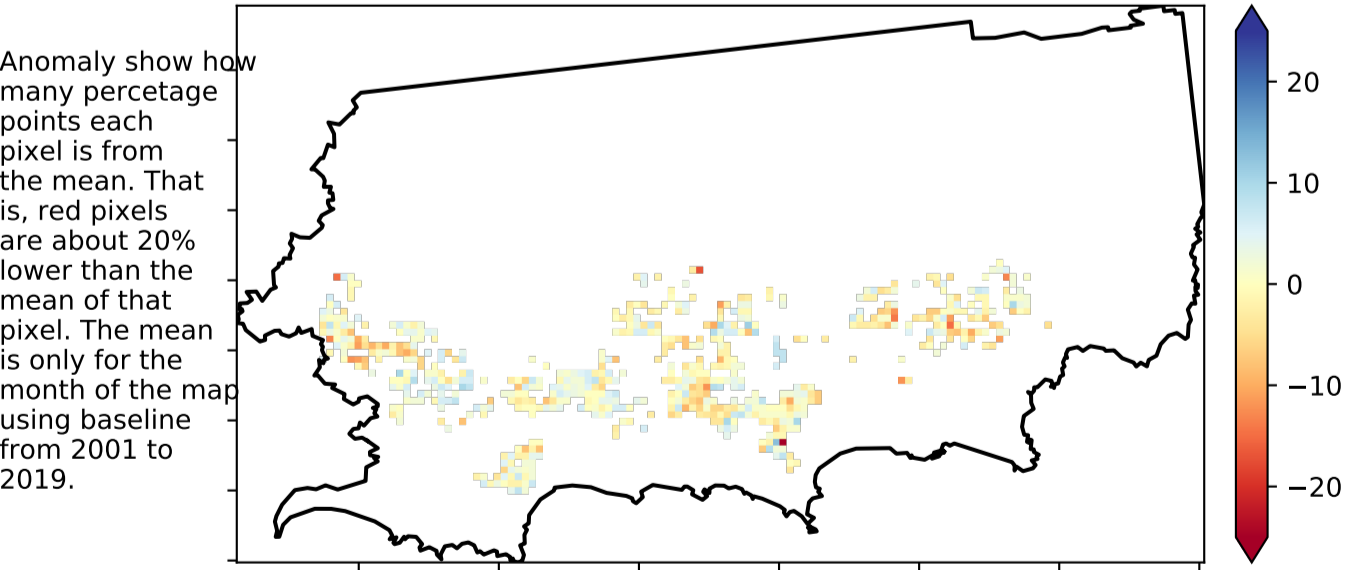 Anomaly show how
many percetage
points each
pixel is from
the mean. That
is, red pixels
are about 20%
lower than the
mean of that
pixel. The mean
is only for the
month of the map
using baseline
from 2001 to
2019.
20
10
0
−10
−20